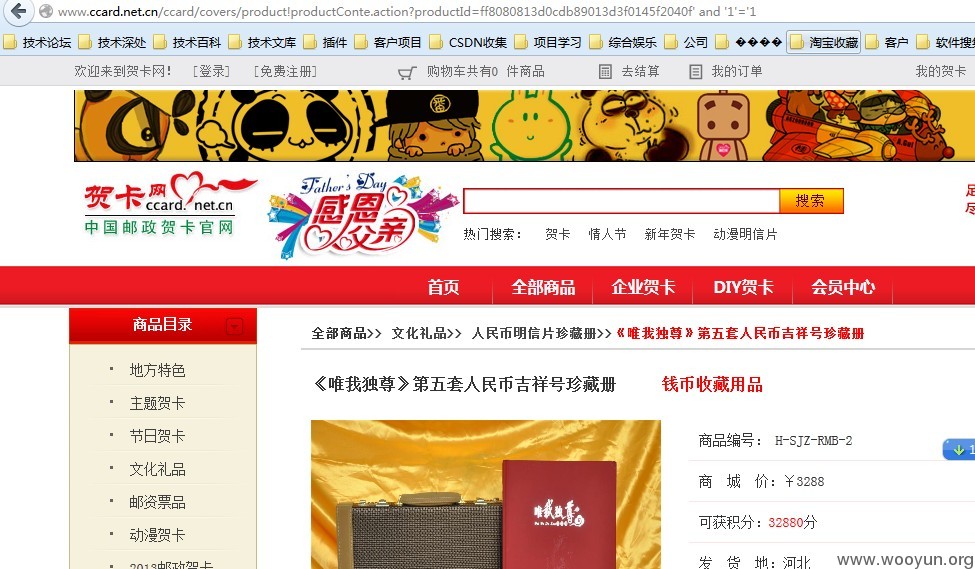 www.ccard.net.cn/ccard/covers/product!productConte.action?productId=ff8080813d0cdb89013d3f0145f2040f' and '1'='1
技术论坛 技术深处 技术百科 技术文库 插件 客户项目 CSDN收集 项目学习 综合娱乐 公司 ���� 淘宝收藏 客户 软件搜
欢迎来到贺卡网! [登录] [免费注册] 购物车共有0 件商品 去结算 我的订单 我的贺卡
贺卡网
ccard.net.cn
中国邮政贺卡官网
Father's Day
感恩父亲
搜索
热门搜索: 贺卡 情人节 新年贺卡 动漫明信片
首页 全部商品 企业贺卡 DIY贺卡 会员中心
商品目录
全部商品>> 文化礼品>> 人民币明信片珍藏册>> 《唯我独尊》第五套人民币吉祥号珍藏册
地方特色
主题贺卡
节日贺卡
文化礼品
邮资票品
动漫贺卡
2013邮政贺卡
《唯我独尊》第五套人民币吉祥号珍藏册 钱币收藏用品
唯我独尊
商品编号: H-SJZ-RMB-2
商 城 价:￥3288
可获积分:32880分
发 货 地:河北
www.wooyun.org